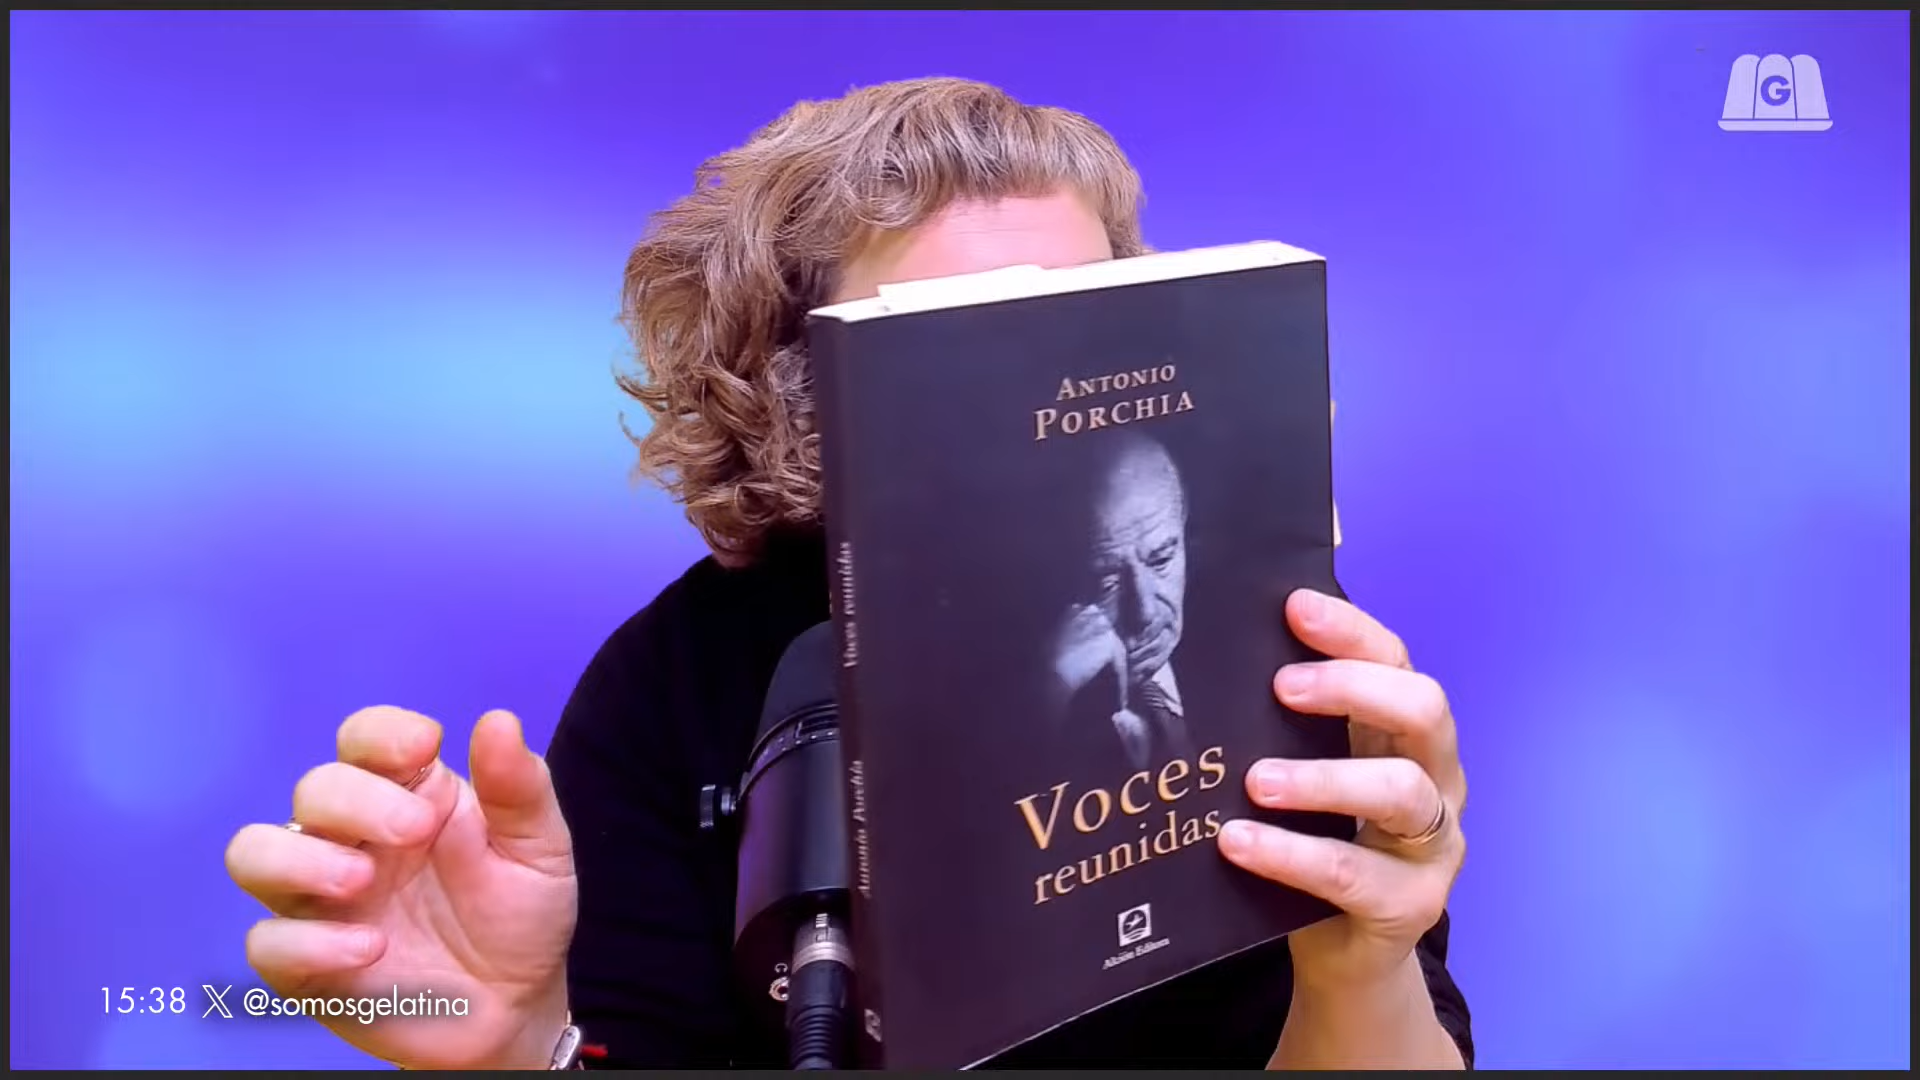 G
ANTONIO
PORCHIA
Voces
reunidas
Alción Editora
Voces reunidas
Antonio Porchia
15:38 X @somosgelatina